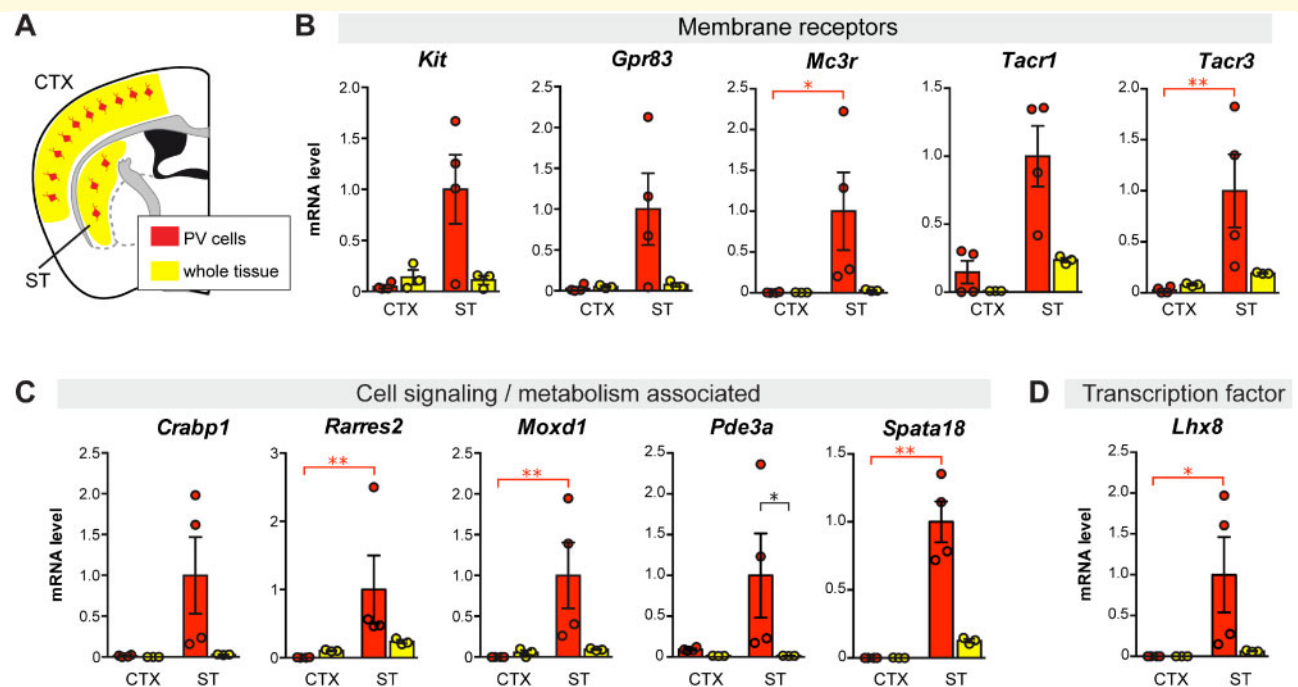 A
CTX
ST
PV cells
whole tissue
B
Membrane receptors
Kit
Gpr83
Mc3r
Tacr1
Tacr3
mRNA level
2.0
1.5
1.0
0.5
0
CTX
ST
2.5
2.0
1.5
1.0
0.5
0
CTX
ST
*
2.5
2.0
1.5
1.0
0.5
0
CTX
ST
1.5
1.0
0.5
0
CTX
ST
**
2.0
1.5
1.0
0.5
0
CTX
ST
C
Cell signaling / metabolism associated
Crabp1
Rarres2
Moxd1
Pde3a
Spata18
mRNA level
2.5
2.0
1.5
1.0
0.5
0
CTX
ST
**
3
2
1
0
CTX
ST
**
2.5
2.0
1.5
1.0
0.5
0
CTX
ST
*
2.5
2.0
1.5
1.0
0.5
0
CTX
ST
**
1.5
1.0
0.5
0
CTX
ST
D
Transcription factor
Lhx8
mRNA level
*
2.5
2.0
1.5
1.0
0.5
0
CTX
ST